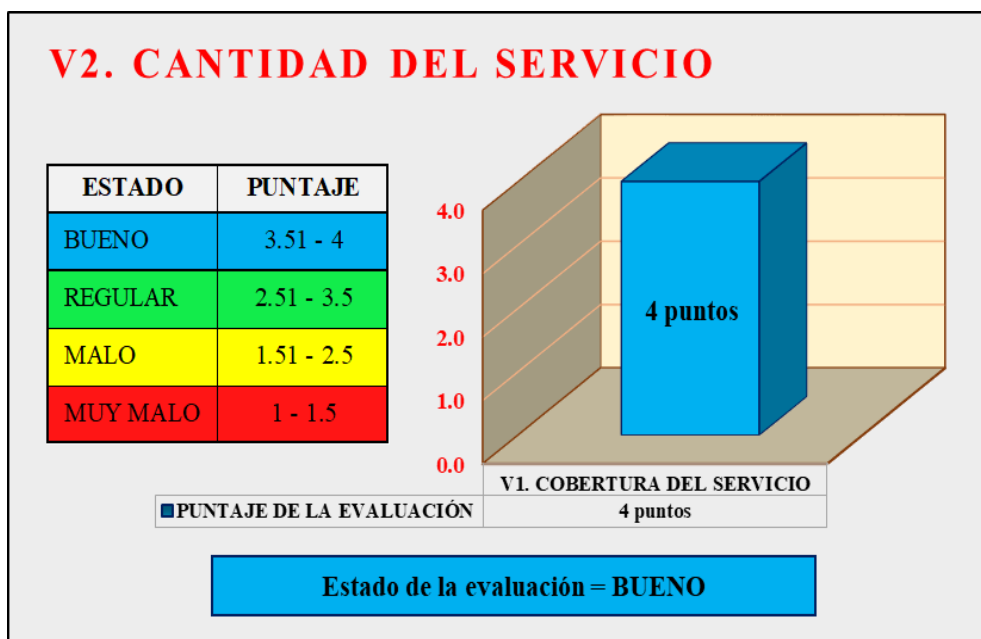 V2. CANTIDAD DEL SERVICIO
ESTADO PUNTAJE
BUENO 3.51 - 4
REGULAR 2.51 - 3.5
MALO 1.51 - 2.5
MUY MALO 1 - 1.5
4.0
3.0
2.0
1.0
0.0
4 puntos
V1. COBERTURA DEL SERVICIO
PUNTAJE DE LA EVALUACIÓN 4 puntos
Estado de la evaluación = BUENO